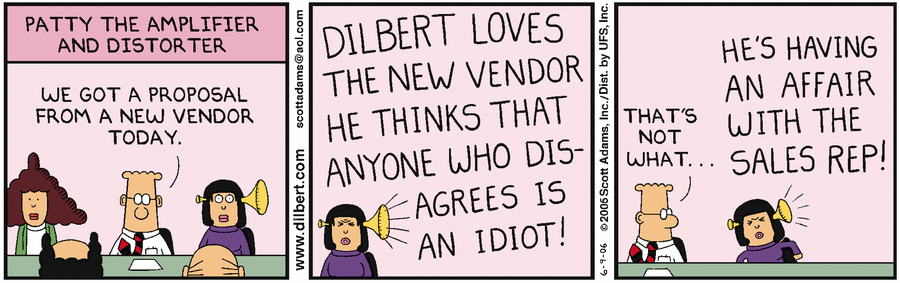 PATTY THE AMPLIFIER
AND DISTORTER
WE GOT A PROPOSAL
FROM A NEW VENDOR
TODAY.
www.dilbert.com scottadams@aol.com
DILBERT LOVES
THE NEW VENDOR
HE THINKS THAT
ANYONE WHO DIS-
AGREES IS
AN IDIOT!
6-9-06 ©2006 Scott Adams, Inc./Dist. by UFS, Inc.
THAT'S
NOT
WHAT...
HE'S HAVING
AN AFFAIR
WITH THE
SALES REP!